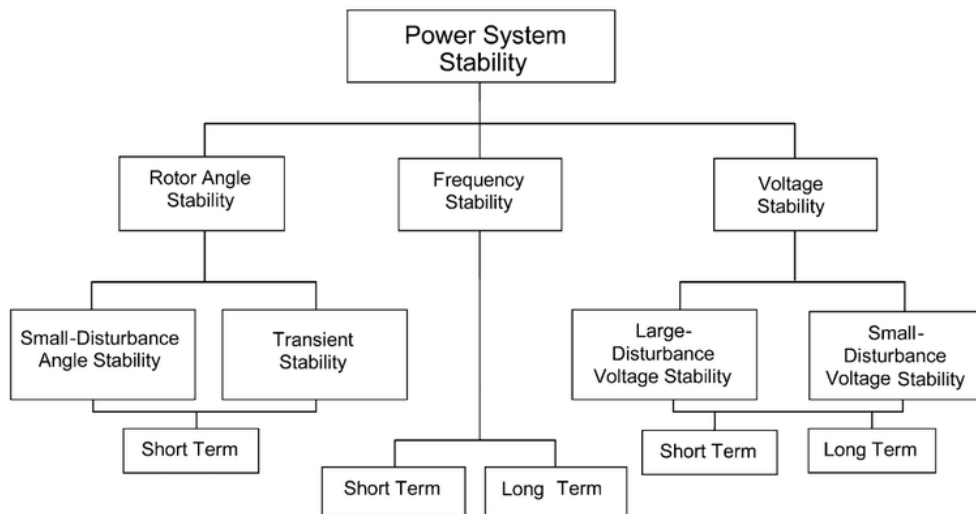 Power System
Stability
Rotor Angle
Stability
Frequency
Stability
Voltage
Stability
Small-Disturbance
Angle Stability
Transient
Stability
Large-
Disturbance
Voltage Stability
Small-
Disturbance
Voltage Stability
Short Term
Short Term
Long Term
Short Term
Long Term